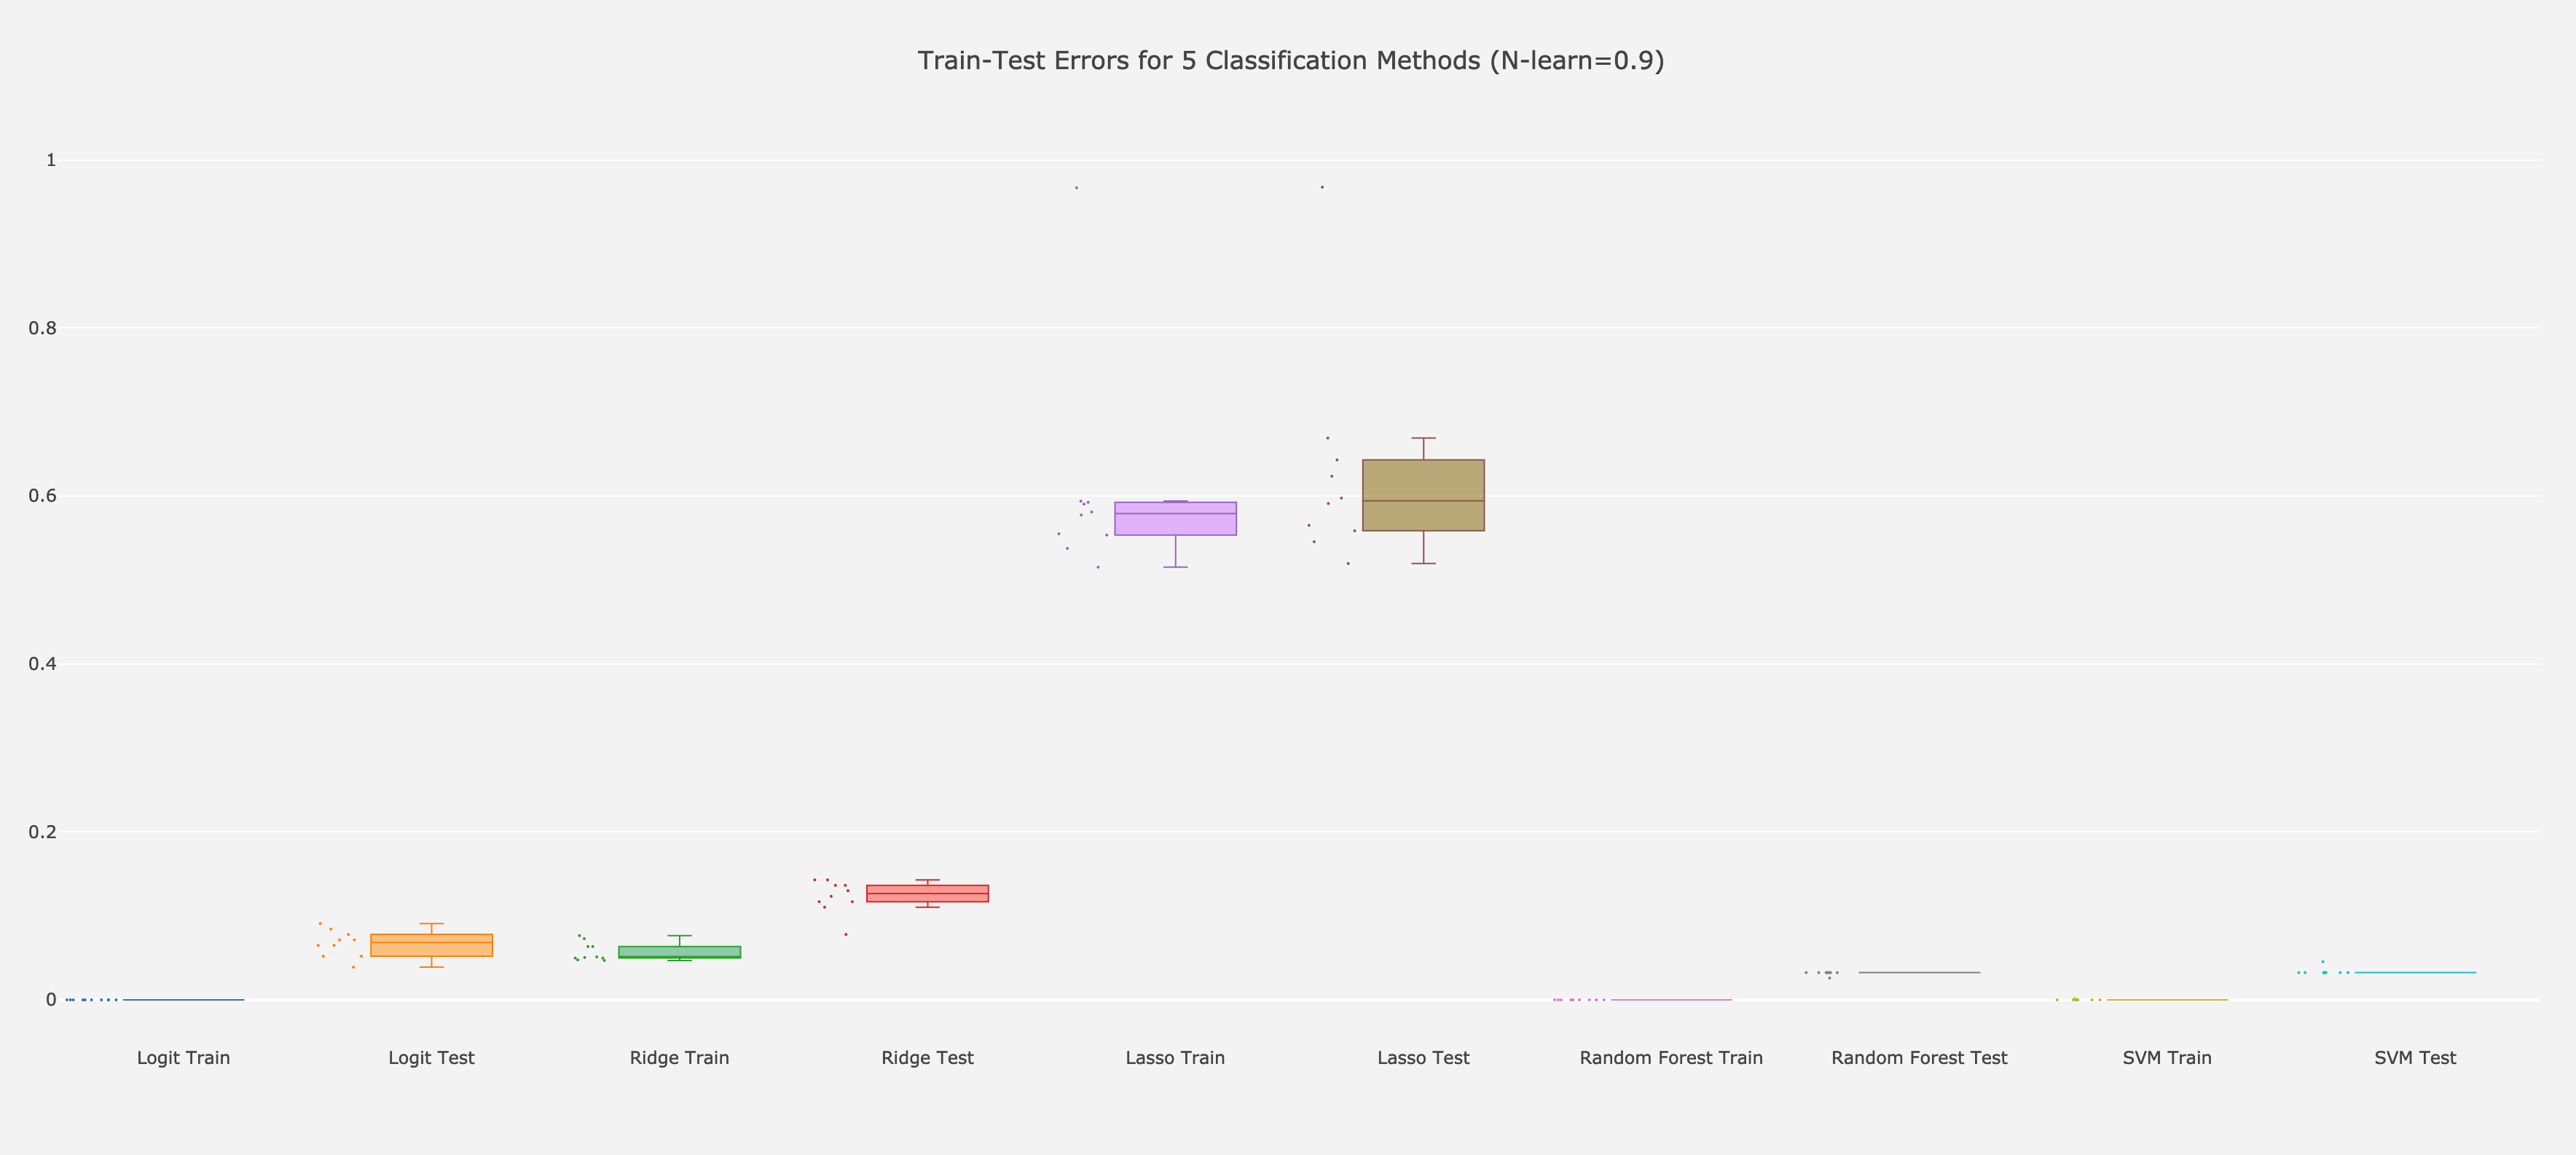 Train-Test Errors for 5 Classification Methods (N-learn=0.9)
1
0.8
0.6
0.4
0.2
0
Logit Train
Logit Test
Ridge Train
Ridge Test
Lasso Train
Lasso Test
Random Forest Train
Random Forest Test
SVM Train
SVM Test